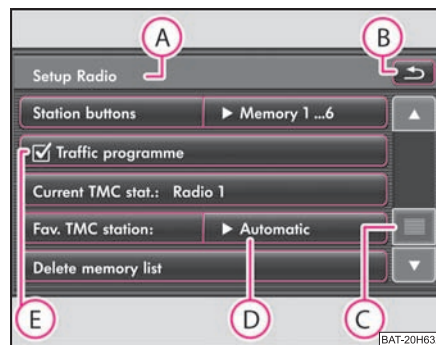 A
B
Setup Radio
Station buttons ► Memory 1 ...6
Traffic programme
Current TMC stat.: Radio 1
Fav. TMC station: ► Automatic
Delete memory list
E
D
C
BAT-20H63